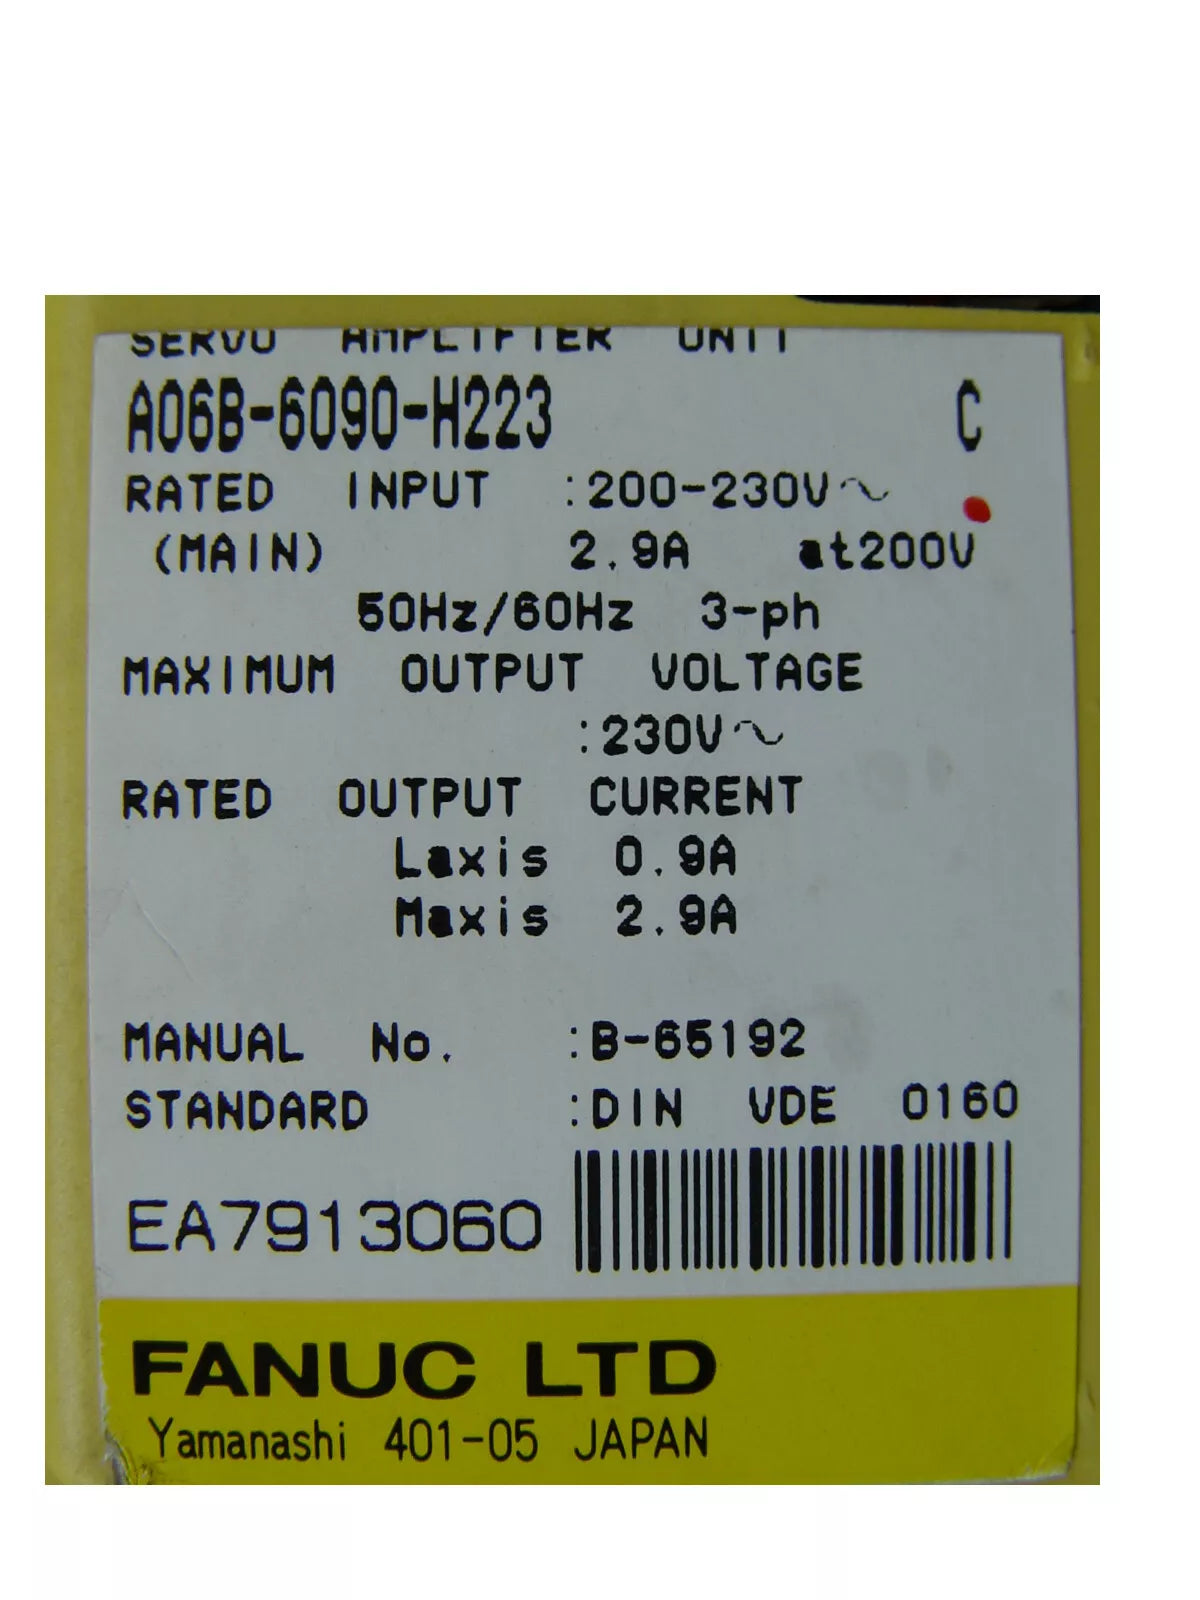 SERVO AMPLIFIER UNIT
A06B-6090-H223 C
RATED INPUT :200-230V~
(MAIN) 2.9A at200V
50Hz/60Hz 3-ph
MAXIMUM OUTPUT VOLTAGE
:230V~
RATED OUTPUT CURRENT
Laxis 0.9A
Maxis 2.9A
MANUAL No. :B-65192
STANDARD :DIN VDE 0160
EA7913060
FANUC LTD
Yamanashi 401-05 JAPAN